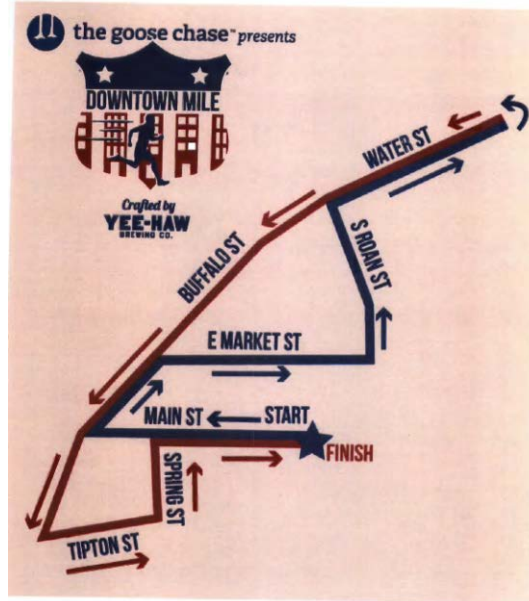 the goose chase™ presents
DOWNTOWN MILE
Crafted by
YEE-HAW
BREWING CO.
WATER ST
BUFFALO ST
S ROAN ST
E MARKET ST
MAIN ST
START
FINISH
SPRING ST
TIPTON ST